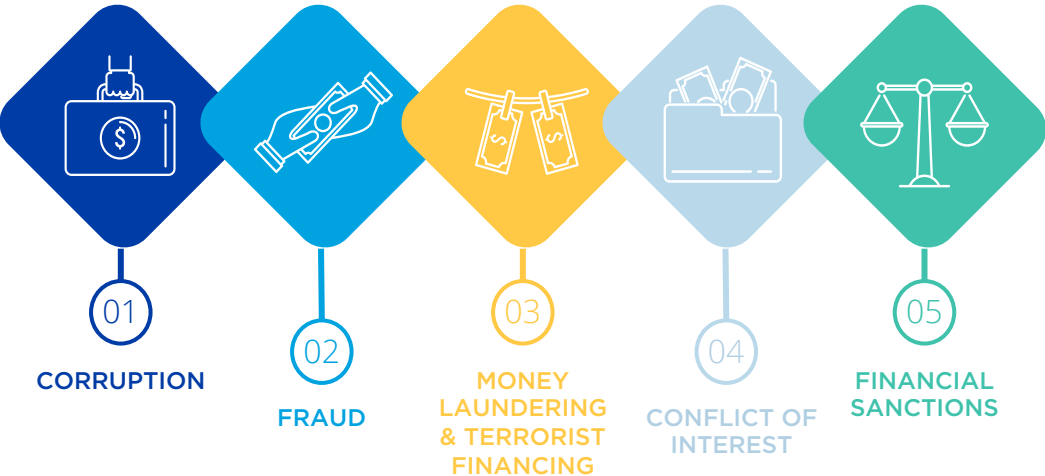 $
$
$
01
CORRUPTION
02
FRAUD
03
MONEY
LAUNDERING
& TERRORIST
FINANCING
04
CONFLICT OF
INTEREST
05
FINANCIAL
SANCTIONS